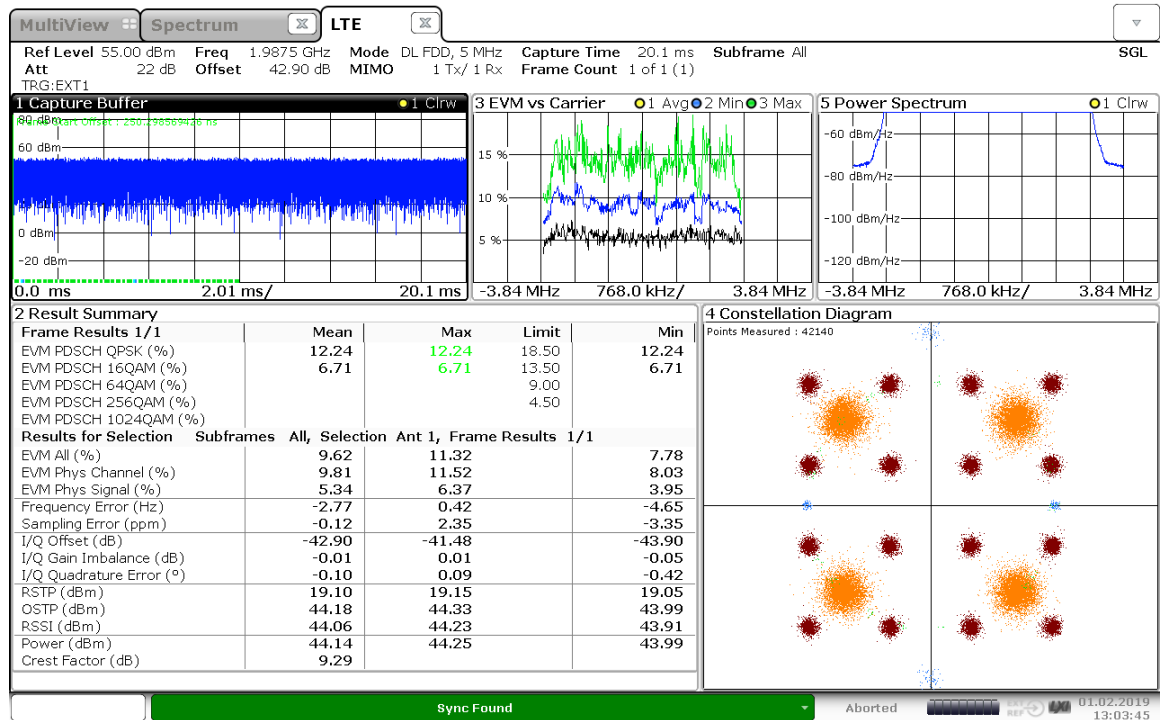 MultiView Spectrum LTE
Ref Level 55.00 dBm Freq 1.9875 GHz Mode DL FDD, 5 MHz Capture Time 20.1 ms Subframe All SGL
Att 22 dB Offset 42.90 dB MIMO 1 Tx/ 1 Rx Frame Count 1 of 1 (1)
TRG:EXT1
1 Capture Buffer 1 Clrw
80 dBm
Frame Start Offset : 250.298569426 ns
60 dBm
0 dBm
-20 dBm
0.0 ms 2.01 ms/ 20.1 ms
3 EVM vs Carrier 1 Avg 2 Min 3 Max
15 %
10 %
5 %
-3.84 MHz 768.0 kHz/ 3.84 MHz
5 Power Spectrum 1 Clrw
-60 dBm/Hz
-80 dBm/Hz
-100 dBm/Hz
-120 dBm/Hz
-3.84 MHz 768.0 kHz/ 3.84 MHz
2 Result Summary
Frame Results 1/1 Mean Max Limit Min
EVM PDSCH QPSK (%) 12.24 12.24 18.50 12.24
EVM PDSCH 16QAM (%) 6.71 6.71 13.50 6.71
EVM PDSCH 64QAM (%) 9.00
EVM PDSCH 256QAM (%) 4.50
EVM PDSCH 1024QAM (%)
Results for Selection Subframes All, Selection Ant 1, Frame Results 1/1
EVM All (%) 9.62 11.32 7.78
EVM Phys Channel (%) 9.81 11.52 8.03
EVM Phys Signal (%) 5.34 6.37 3.95
Frequency Error (Hz) -2.77 0.42 -4.65
Sampling Error (ppm) -0.12 2.35 -3.35
I/Q Offset (dB) -42.90 -41.48 -43.90
I/Q Gain Imbalance (dB) -0.01 0.01 -0.05
I/Q Quadrature Error (º) -0.10 0.09 -0.42
RSTP (dBm) 19.10 19.15 19.05
OSTP (dBm) 44.18 44.33 43.99
RSSI (dBm) 44.06 44.23 43.91
Power (dBm) 44.14 44.25 43.99
Crest Factor (dB) 9.29
4 Constellation Diagram
Points Measured : 42140
Sync Found
Aborted
EXT
REF
LXI
01.02.2019
13:03:45